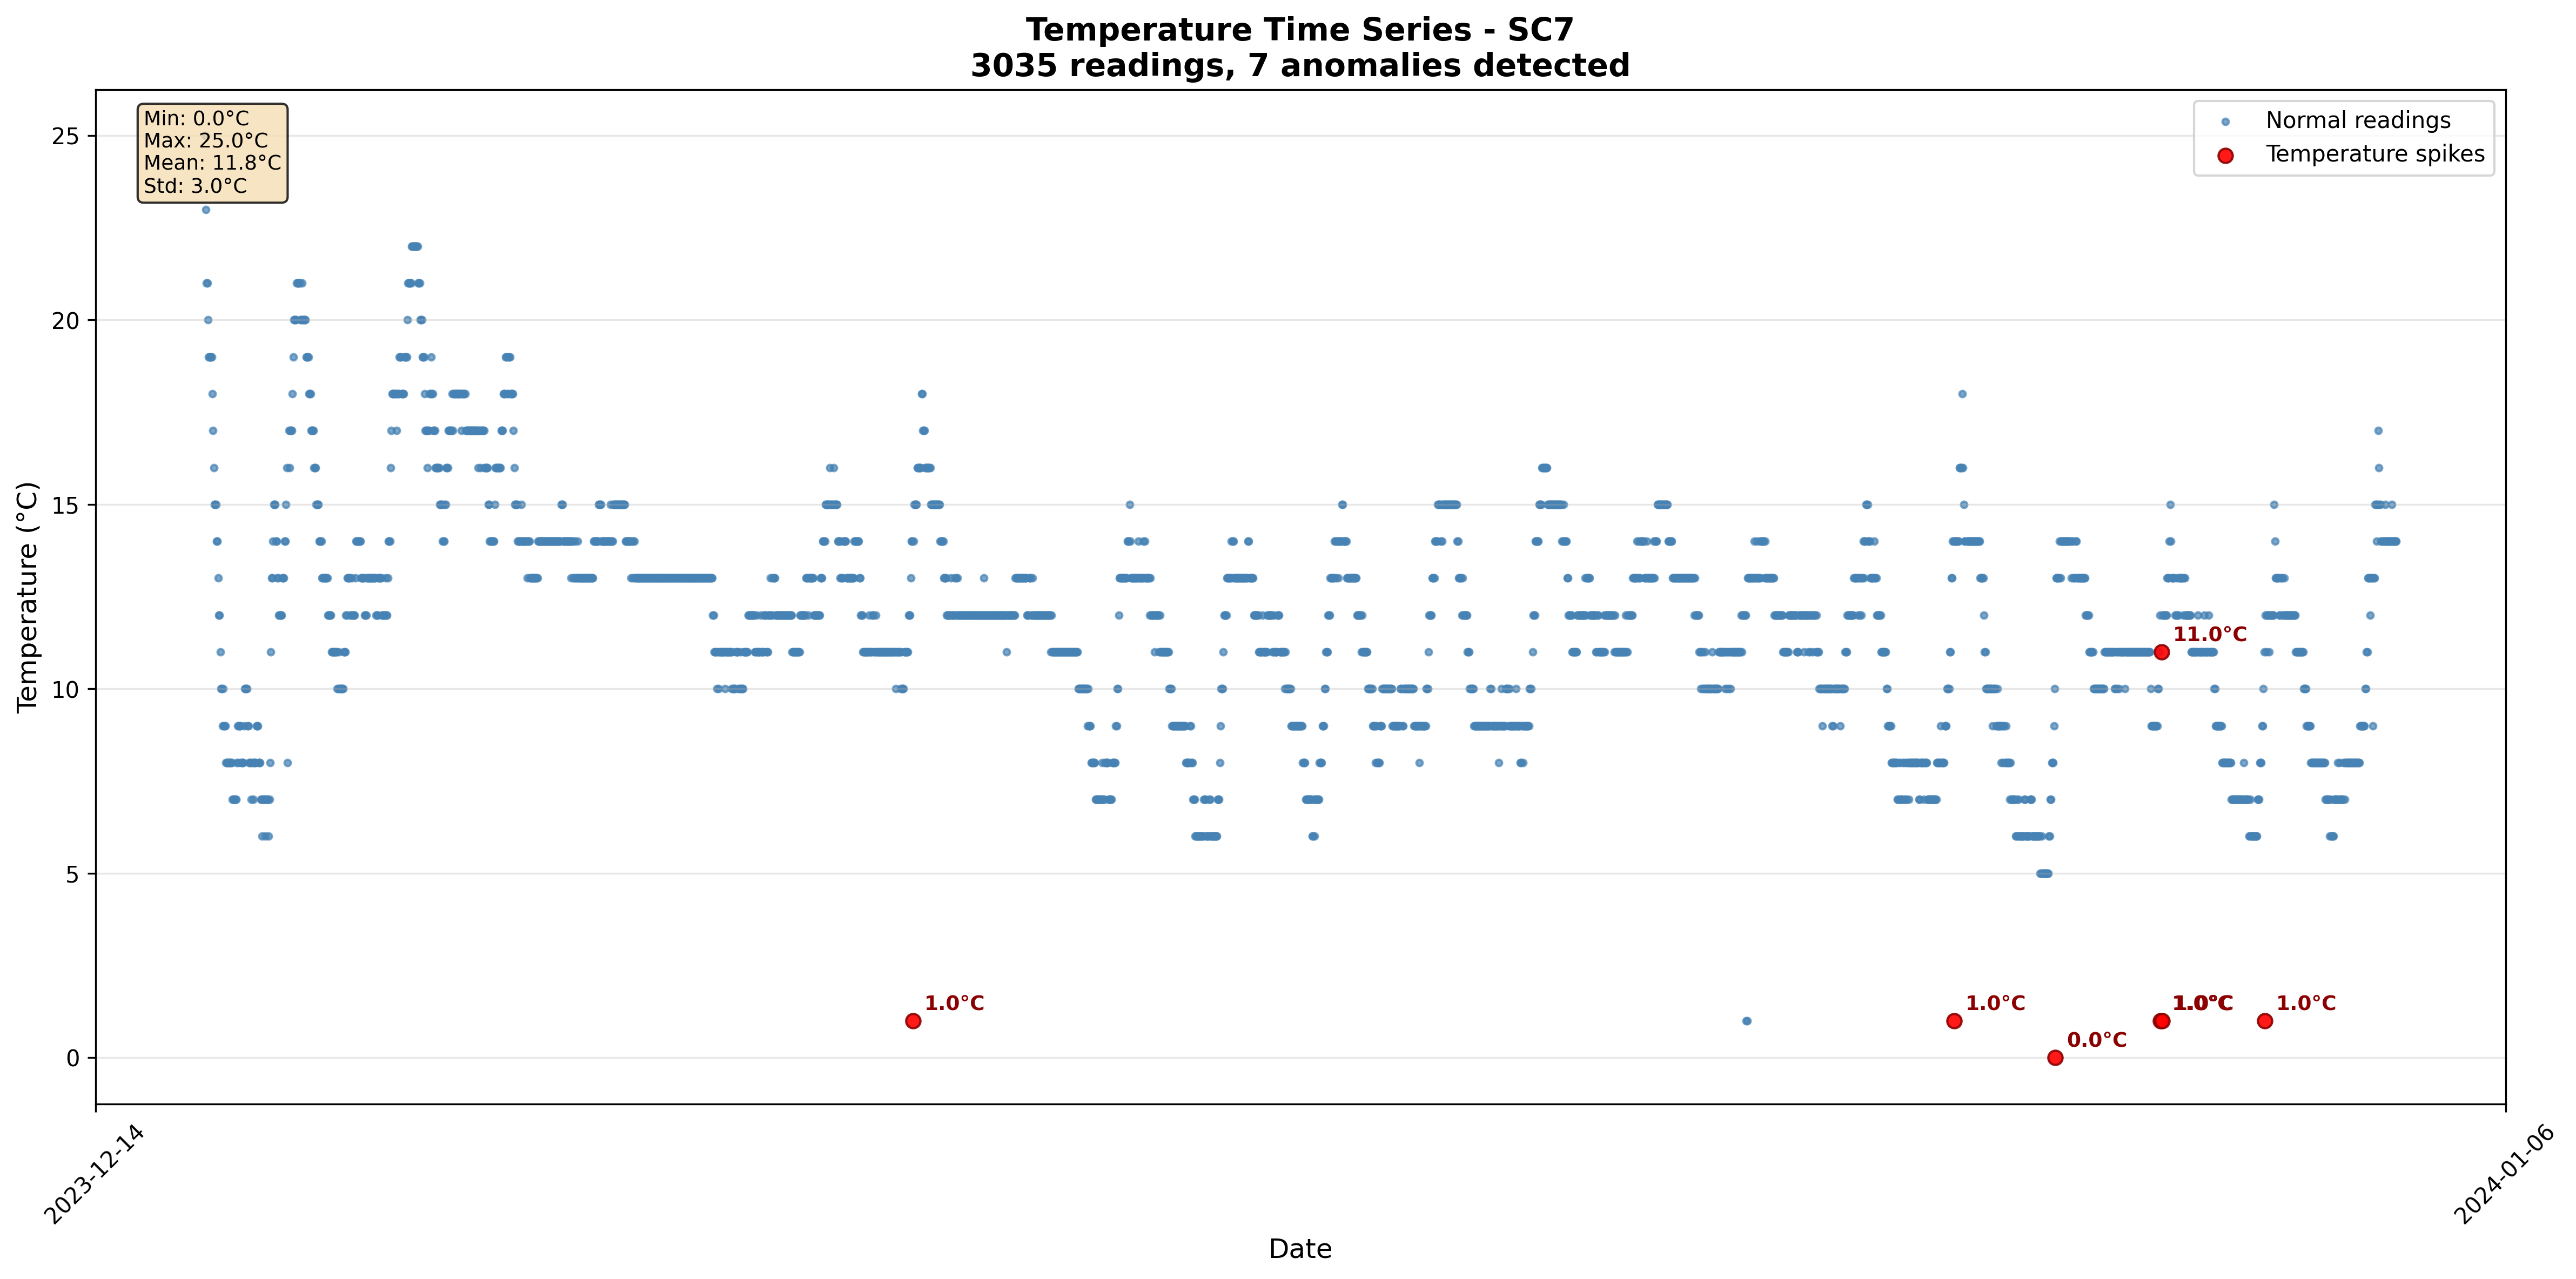 Temperature Time Series - SC7
3035 readings, 7 anomalies detected
Min: 0.0°C
Max: 25.0°C
Mean: 11.8°C
Std: 3.0°C
Normal readings
Temperature spikes
Temperature (°C)
25
20
15
10
5
0
11.0°C
1.0°C
1.0°C
0.0°C
1.0°C
1.0°C
2023-12-14
2024-01-06
Date